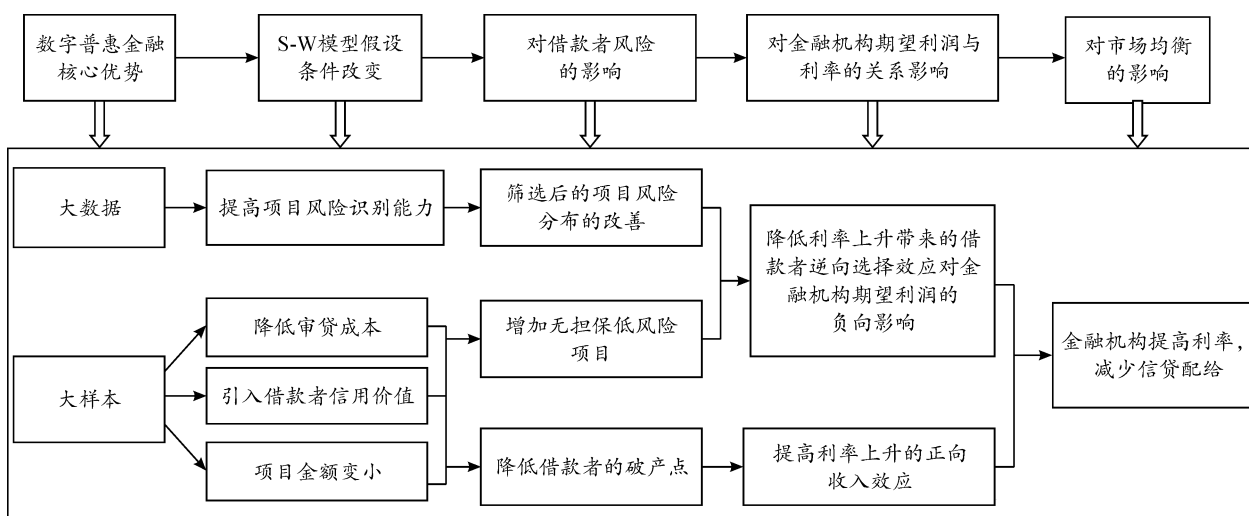 数字普惠金融
核心优势
S-W模型假设
条件改变
对借款者风险
的影响
对金融机构期望利润与
利率的关系影响
对市场均衡
的影响
大数据
提高项目风险识别能力
筛选后的项目风险
分布的改善
降低利率上升带来的借
款者逆向选择效应对金
融机构期望利润的
负向影响
大样本
降低审贷成本
引入借款者信用价值
项目金额变小
增加无担保低风险
项目
降低借款者的破产点
提高利率上升的正向
收入效应
金融机构提高利率，
减少信贷配给